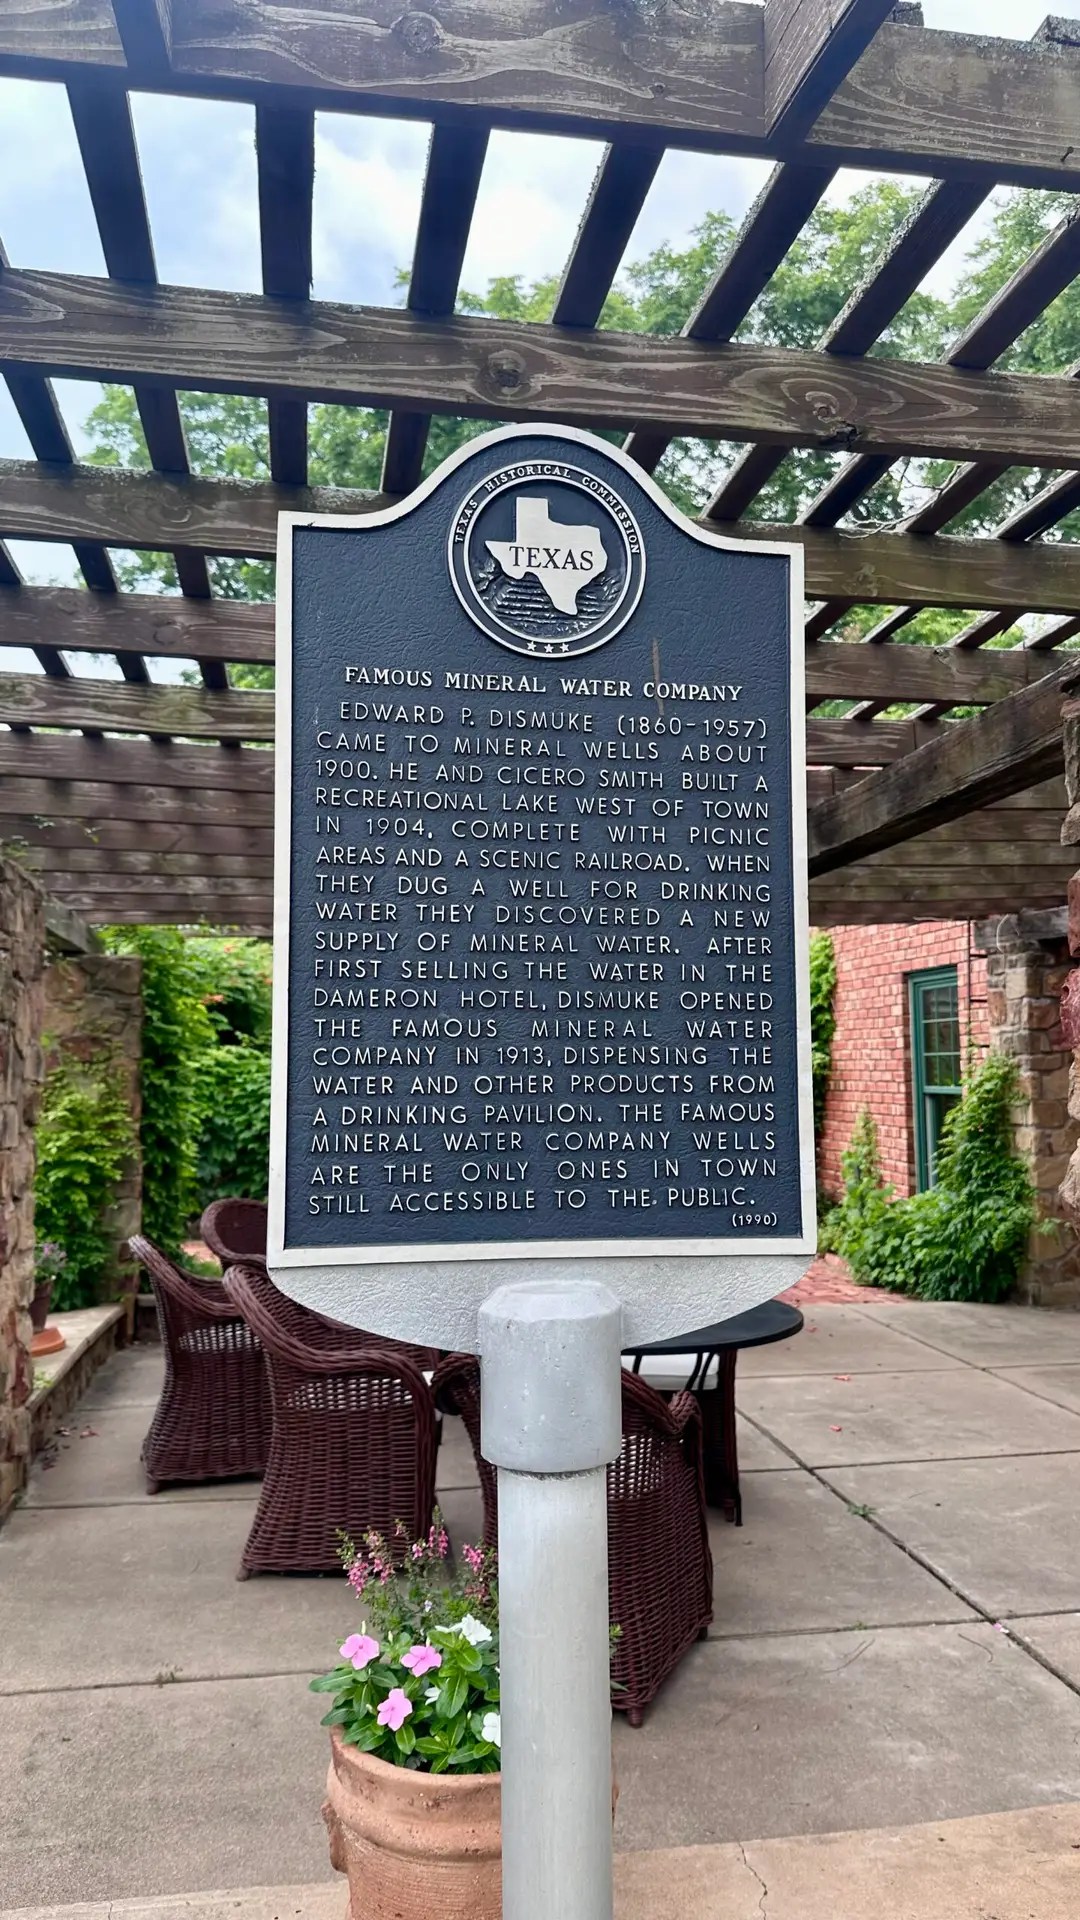 TEXAS HISTORICAL COMMISSION
TEXAS
FAMOUS MINERAL WATER COMPANY
EDWARD P. DISMUKE (1860-1957)
CAME TO MINERAL WELLS ABOUT
1900. HE AND CICERO SMITH BUILT A
RECREATIONAL LAKE WEST OF TOWN
IN 1904, COMPLETE WITH PICNIC
AREAS AND A SCENIC RAILROAD. WHEN
THEY DUG A WELL FOR DRINKING
WATER THEY DISCOVERED A NEW
SUPPLY OF MINERAL WATER. AFTER
FIRST SELLING THE WATER IN THE
DAMERON HOTEL, DISMUKE OPENED
THE FAMOUS MINERAL WATER
COMPANY IN 1913, DISPENSING THE
WATER AND OTHER PRODUCTS FROM
A DRINKING PAVILION. THE FAMOUS
MINERAL WATER COMPANY WELLS
ARE THE ONLY ONES IN TOWN
STILL ACCESSIBLE TO THE PUBLIC.
(1990)